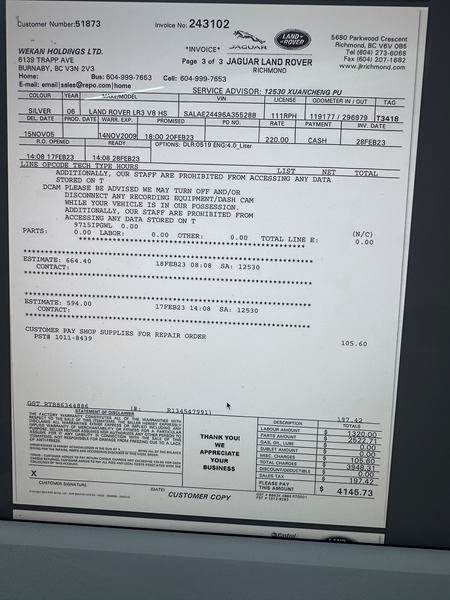 Customer Number: 51873
Invoice No: 243102
*INVOICE*
JAGUAR
LAND ROVER
5680 Parkwood Crescent
Richmond, BC V6V 0B5
Tel (604) 273-6068
Fax (604) 207-1682
www.jlrrichmond.com
WEKAN HOLDINGS LTD.
6139 TRAPP AVE
BURNABY, BC V3N 2V3
Page 3 of 3
JAGUAR LAND ROVER
RICHMOND
Home: Bus: 604-999-7653 Cell: 604-999-7653
E-mail: email|sales@repo.com|home
SERVICE ADVISOR: 12530 XUANCHENG PU
COLOUR YEAR MAKE/MODEL VIN LICENSE ODOMETER IN / OUT TAG
SILVER 06 LAND ROVER LR3 V8 HS SALAE24496A355288 111RPH 119177 / 296979 T3418
DEL. DATE PROD. DATE WARR. EXP. PROMISED PO NO. RATE PAYMENT INV. DATE
15NOV05 14NOV2009 18:00 20FEB23 220.00 CASH 28FEB23
R.O. OPENED READY OPTIONS: DLR:0519 ENG:4.0_Liter
14:08 17FEB23 14:08 28FEB23
LINE OPCODE TECH TYPE HOURS LIST NET TOTAL
ADDITIONALLY, OUR STAFF ARE PROHIBITED FROM ACCESSING ANY DATA
STORED ON T
DCAM PLEASE BE ADVISED WE MAY TURN OFF AND/OR
DISCONNECT ANY RECORDING EQUIPMENT/DASH CAM
WHILE YOUR VEHICLE IS IN OUR POSSESSION.
ADDITIONALLY, OUR STAFF ARE PROHIBITED FROM
ACCESSING ANY DATA STORED ON T
9715IPGWL 0.00 (N/C)
PARTS: 0.00 LABOR: 0.00 OTHER: 0.00 TOTAL LINE E: 0.00
ESTIMATE: 664.40 18FEB23 08:08 SA: 12530
CONTACT:
ESTIMATE: 594.00 17FEB23 14:08 SA: 12530
CONTACT:
CUSTOMER PAY SHOP SUPPLIES FOR REPAIR ORDER 105.60
PST# 1011-8439
GST RT886344886 (R: R134547991) 197.42
STATEMENT OF DISCLAIMER
THANK YOU!
WE
APPRECIATE
YOUR
BUSINESS
DESCRIPTION TOTALS
LABOUR AMOUNT $ 1320.00
PARTS AMOUNT $ 2522.71
GAS, OIL, LUBE $ 0.00
SUBLET AMOUNT $ 0.00
MISC. CHARGES $ 105.60
TOTAL CHARGES $ 3948.31
DISCOUNT/DEDUCTIBLE $ 0.00
SALES TAX $ 197.42
PLEASE PAY
THIS AMOUNT $ 4145.73
X
CUSTOMER SIGNATURE (DATE)
CUSTOMER COPY